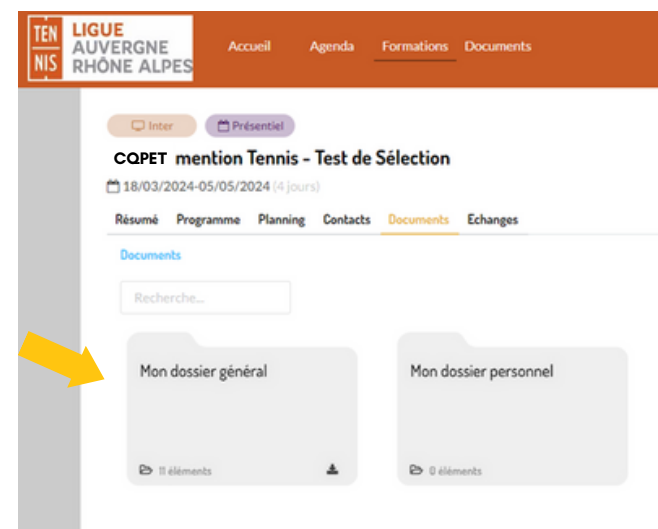 TEN
NIS
LIGUE
AUVERGNE
RHÔNE ALPES
Accueil Agenda Formations Documents
Inter Présentiel
CQPET mention Tennis - Test de Sélection
18/03/2024-05/05/2024 (4 jours)
Résumé Programme Planning Contacts Documents Echanges
Documents
Recherche...
Mon dossier général Mon dossier personnel
11 éléments 0 éléments